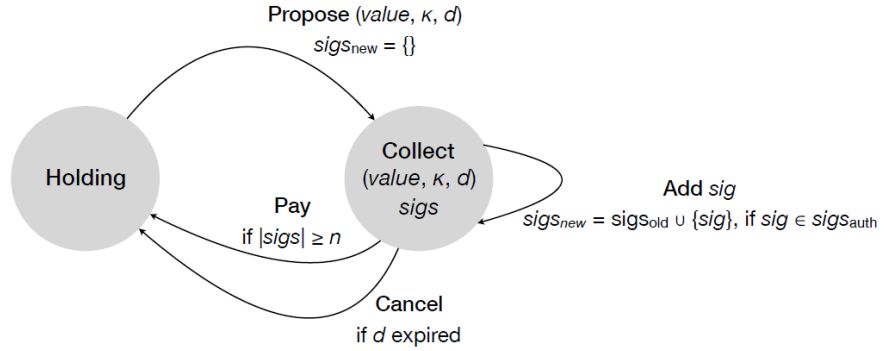 Propose (value, κ, d)
sigsnew = {}
Holding
Collect
(value, κ, d)
sigs
Add sig
sigsnew = sigsold ∪ {sig}, if sig ∈ sigsauth
Pay
if |sigs| ≥ n
Cancel
if d expired